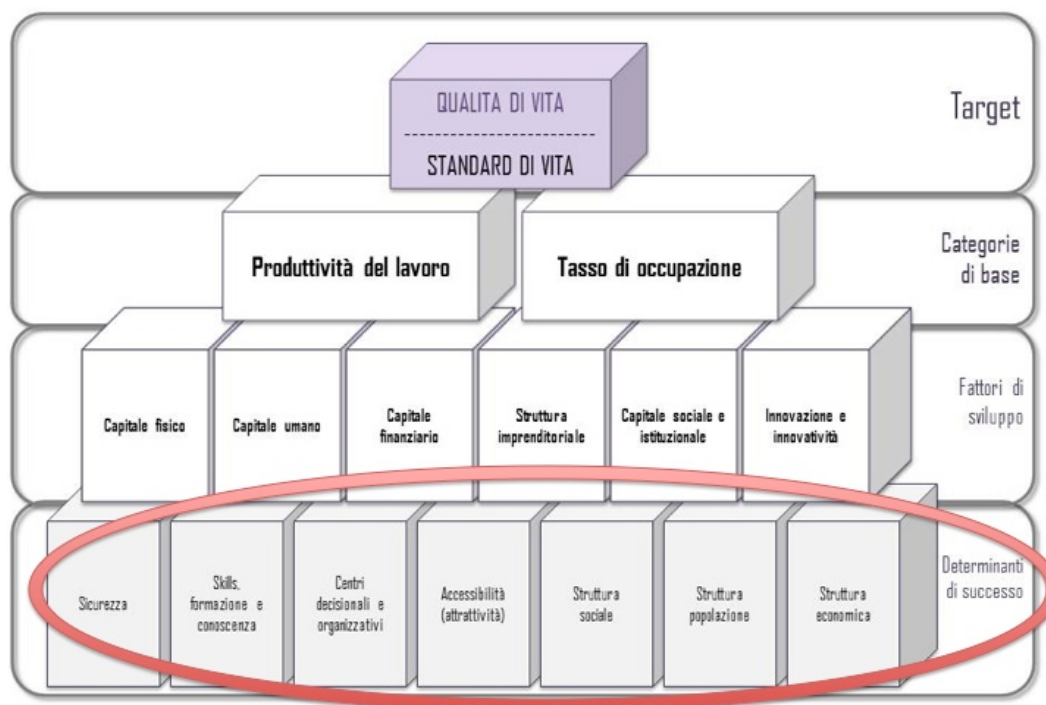 QUALITA DI VITA
STANDARD DI VITA
Target
Produttività del lavoro
Tasso di occupazione
Categorie
di base
Capitale fisico
Capitale umano
Capitale
finanziario
Struttura
imprenditoriale
Capitale sociale e
istituzionale
Innovazione e
innovatività
Fattori di
sviluppo
Sicurezza
Skills,
formazione e
conoscenza
Centri
decisionali e
organizzativi
Accessibilità
(attrattività)
Struttura
sociale
Struttura
popolazione
Struttura
economica
Determinanti
di successo